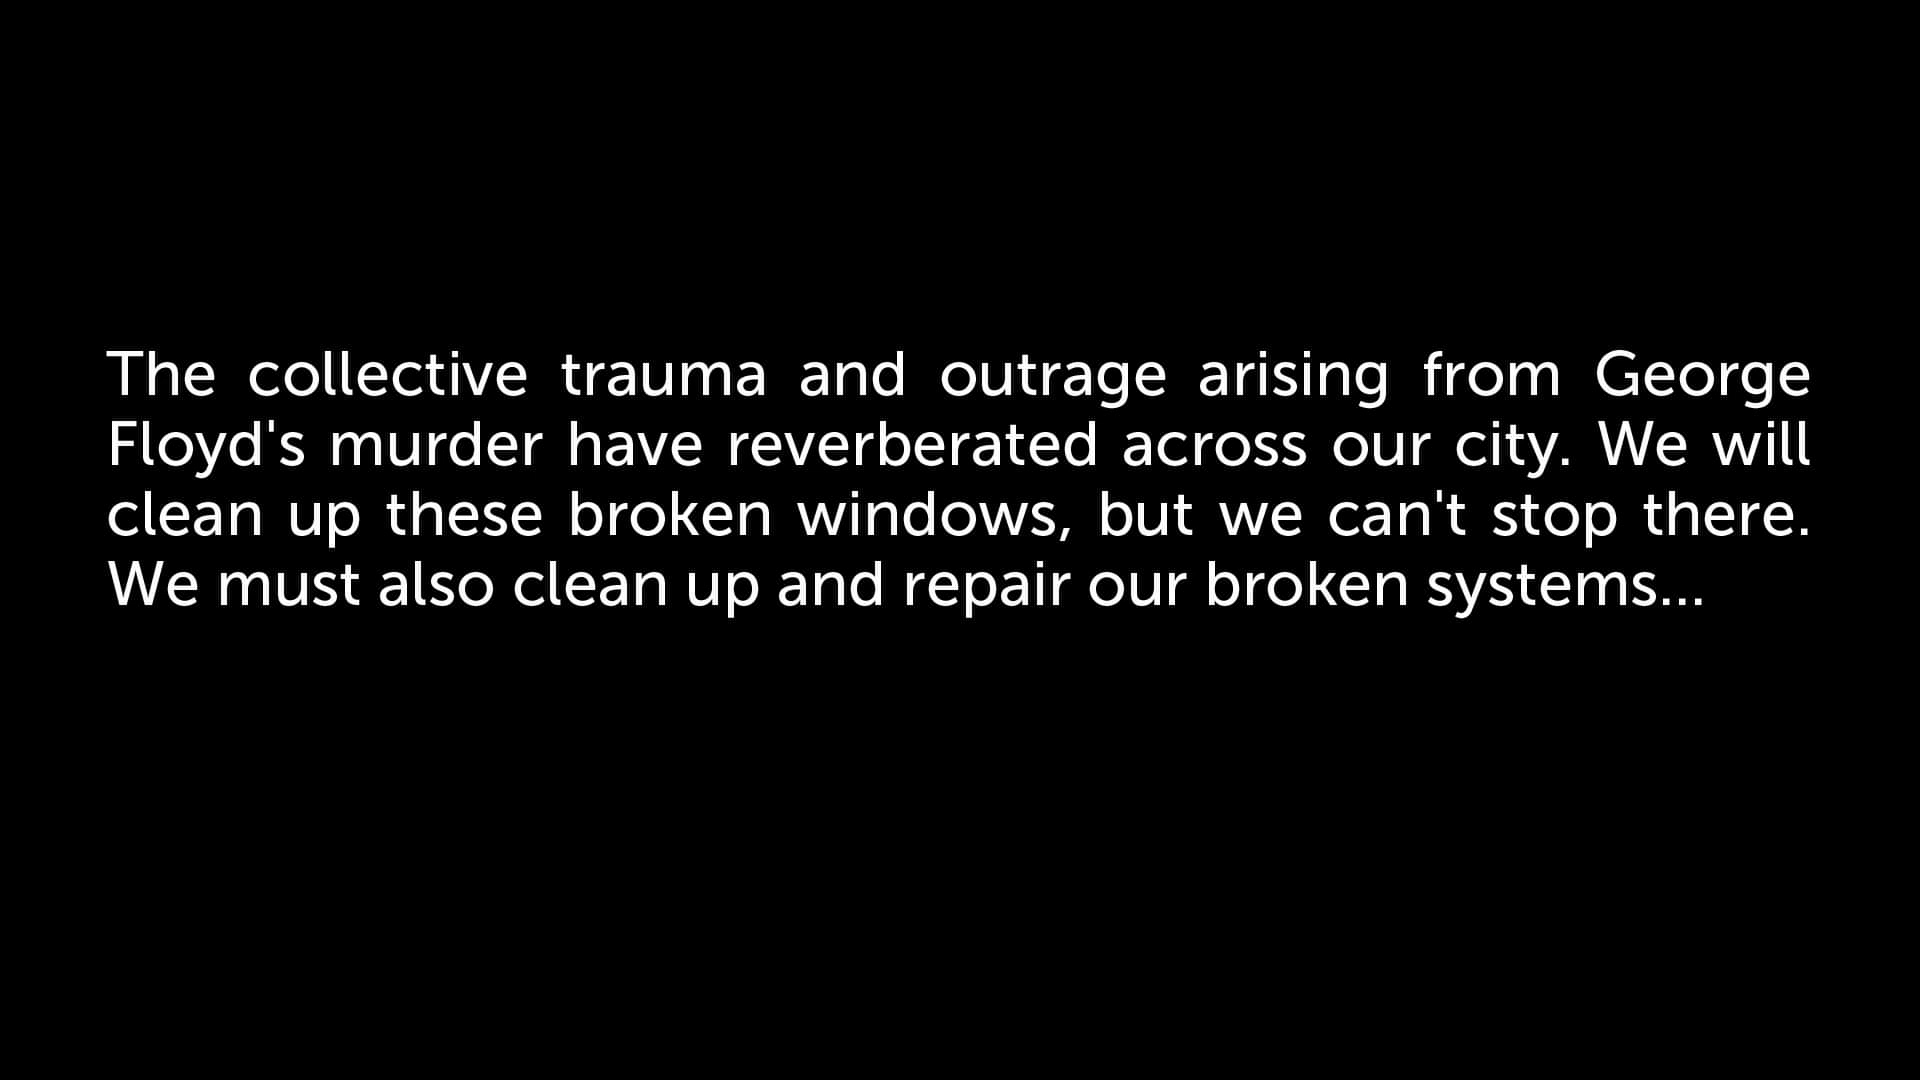 The collective trauma and outrage arising from George
Floyd's murder have reverberated across our city. We will
clean up these broken windows, but we can't stop there.
We must also clean up and repair our broken systems...